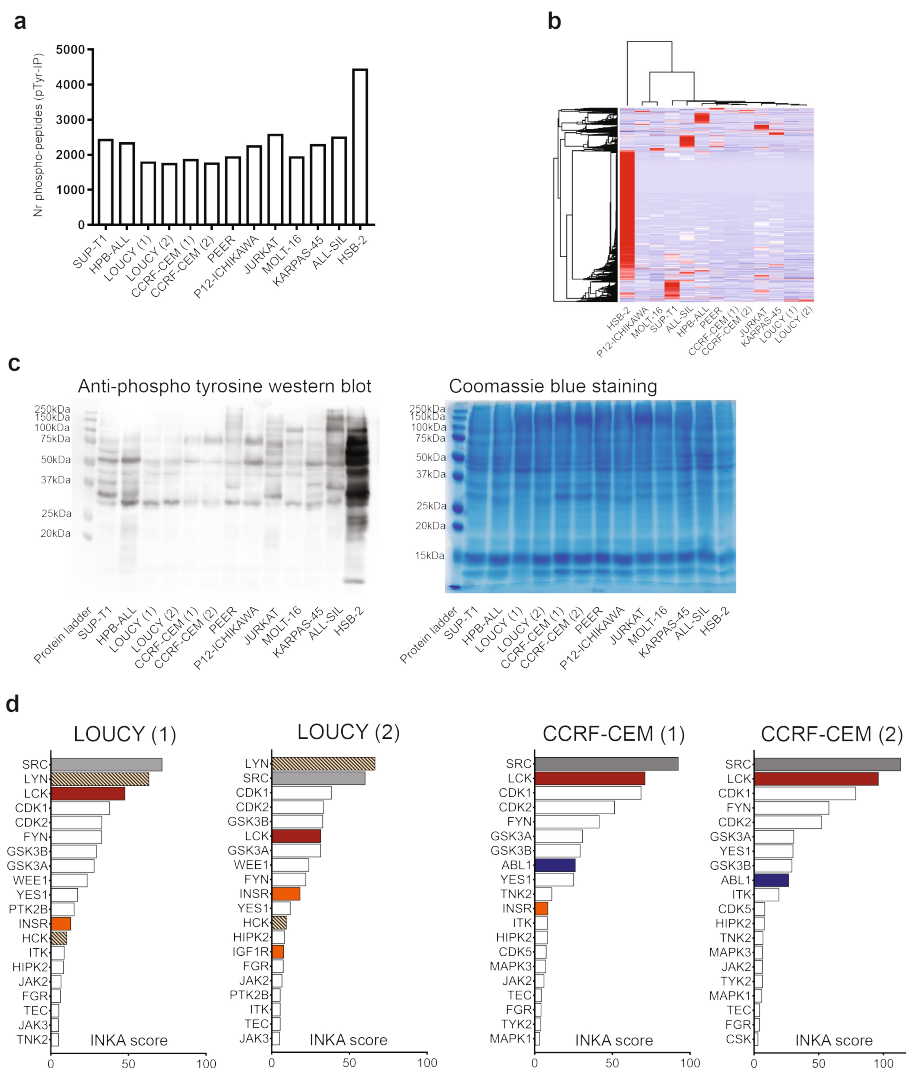 a
Nr phospho-peptides (pTyr-IP)
5000
4000
3000
2000
1000
0
SUP-T1
HPB-ALL
LOUCY (1)
LOUCY (2)
CCRF-CEM (1)
CCRF-CEM (2)
PEER
P12-ICHIKAWA
JURKAT
MOLT-16
KARPAS-45
ALL-SIL
HSB-2
b
HSB-2
P12-ICHIKAWA
MOLT-16
SUP-T1
ALL-SIL
HPB-ALL
PEER
CCRF-CEM (1)
CCRF-CEM (2)
JURKAT
KARPAS-45
LOUCY (1)
LOUCY (2)
c
Anti-phospho tyrosine western blot
250kDa
150kDa
100kDa
75kDa
50kDa
37kDa
25kDa
20kDa
Protein ladder
SUP-T1
HPB-ALL
LOUCY (1)
LOUCY (2)
CCRF-CEM (1)
CCRF-CEM (2)
PEER
P12-ICHIKAWA
JURKAT
MOLT-16
KARPAS-45
ALL-SIL
HSB-2
Coomassie blue staining
250kDa
150kDa
100kDa
75kDa
50kDa
37kDa
25kDa
20kDa
15kDa
Protein ladder
SUP-T1
HPB-ALL
LOUCY (1)
LOUCY (2)
CCRF-CEM (1)
CCRF-CEM (2)
PEER
P12-ICHIKAWA
JURKAT
MOLT-16
KARPAS-45
ALL-SIL
HSB-2
d
LOUCY (1)
SRC
LYN
LCK
CDK1
CDK2
FYN
GSK3B
GSK3A
WEE1
YES1
PTK2B
INSR
HCK
ITK
HIPK2
JAK2
FGR
TEC
JAK3
TNK2
INKA score
0 50 100
LOUCY (2)
LYN
SRC
CDK1
CDK2
GSK3B
LCK
GSK3A
WEE1
FYN
INSR
YES1
HCK
HIPK2
IGF1R
FGR
JAK2
PTK2B
ITK
TEC
JAK3
INKA score
0 50 100
CCRF-CEM (1)
SRC
LCK
CDK1
CDK2
FYN
GSK3A
GSK3B
ABL1
YES1
TNK2
INSR
ITK
HIPK2
CDK5
MAPK3
JAK2
TEC
FGR
TYK2
MAPK1
INKA score
0 50 100
CCRF-CEM (2)
SRC
LCK
CDK1
FYN
CDK2
GSK3A
YES1
GSK3B
ABL1
ITK
CDK5
HIPK2
TNK2
MAPK3
JAK2
TYK2
MAPK1
TEC
FGR
CSK
INKA score
0 50 100